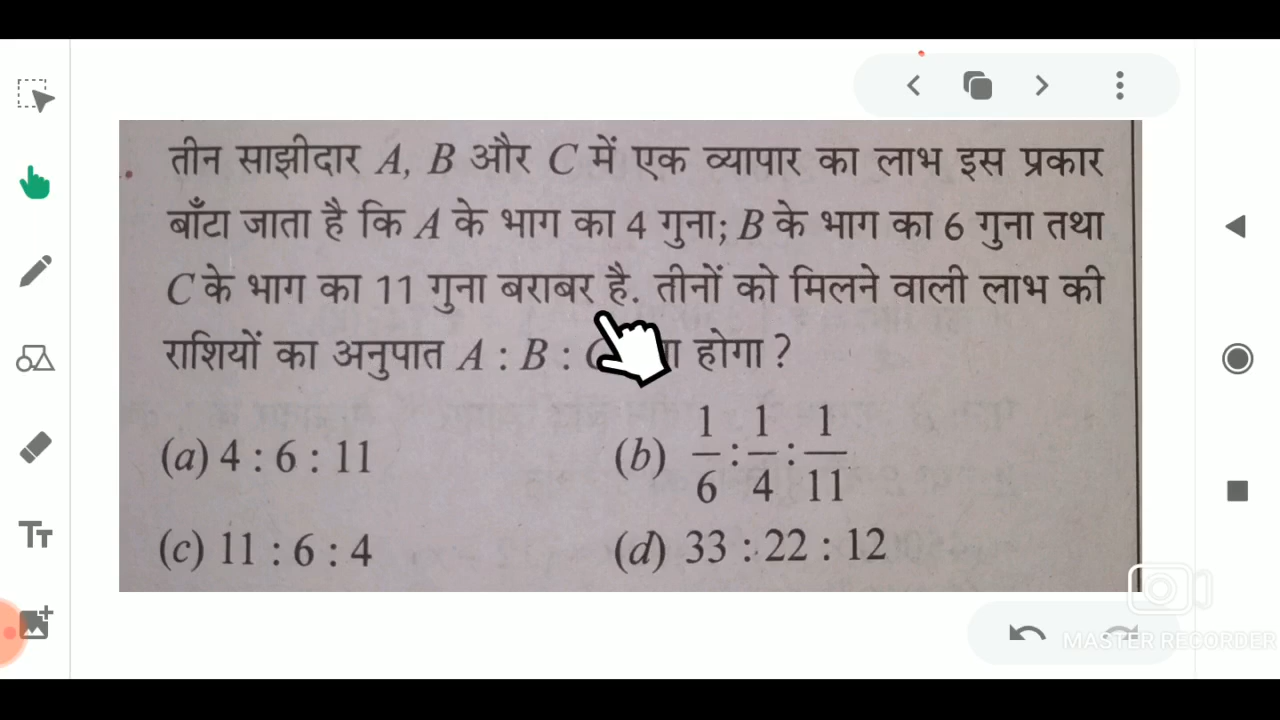 तीन साझीदार A, B और C में एक व्यापार का लाभ इस प्रकार
बाँटा जाता है कि A के भाग का 4 गुना; B के भाग का 6 गुना तथा
C के भाग का 11 गुना बराबर है. तीनों को मिलने वाली लाभ की
राशियों का अनुपात A : B : होगा ?
(a) 4 : 6 : 11 (b) 1/6 : 1/4 : 1/11
(c) 11 : 6 : 4 (d) 33 : 22 : 12
Tт
MASTER RECORDER